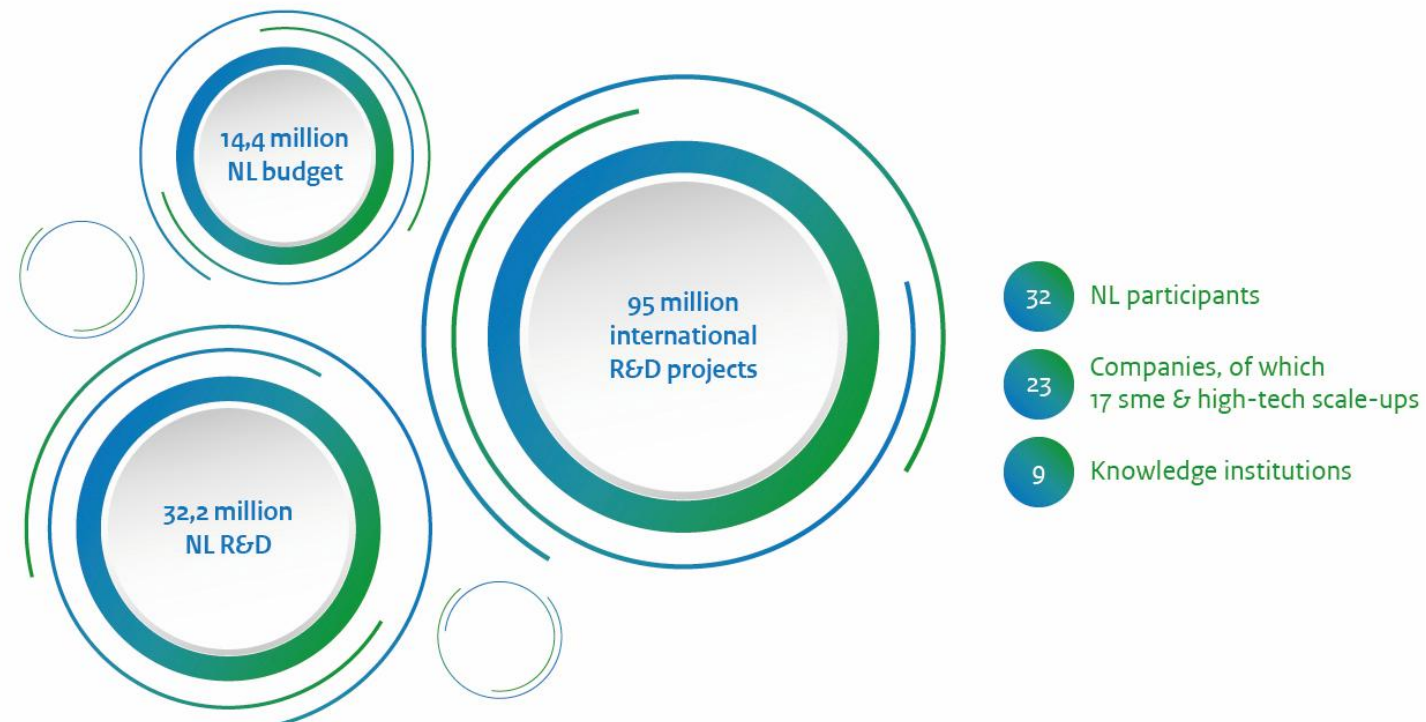 14,4 million
NL budget
95 million
international
R&D projects
32,2 million
NL R&D
32
NL participants
23
Companies, of which
17 sme & high-tech scale-ups
9
Knowledge institutions